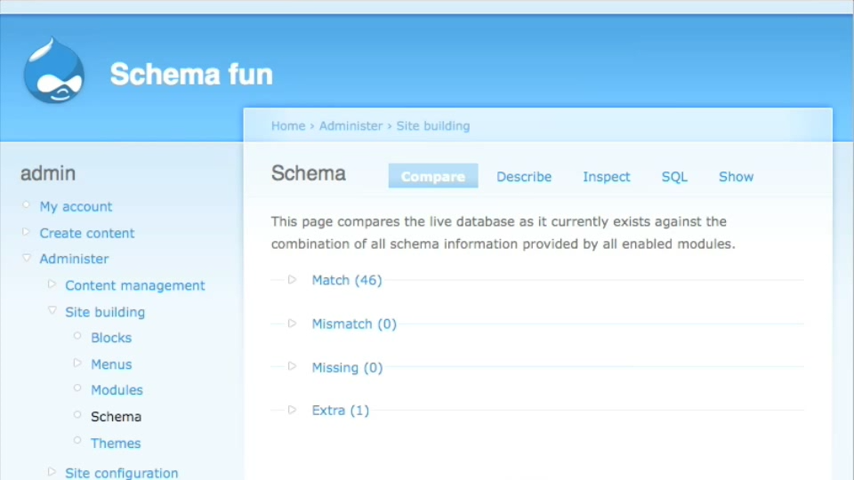 Schema fun
Home › Administer › Site building
admin
My account
Create content
Administer
Content management
Site building
Blocks
Menus
Modules
Schema
Themes
Site configuration
Schema Compare Describe Inspect SQL Show
This page compares the live database as it currently exists against the
combination of all schema information provided by all enabled modules.
Match (46)
Mismatch (0)
Missing (0)
Extra (1)